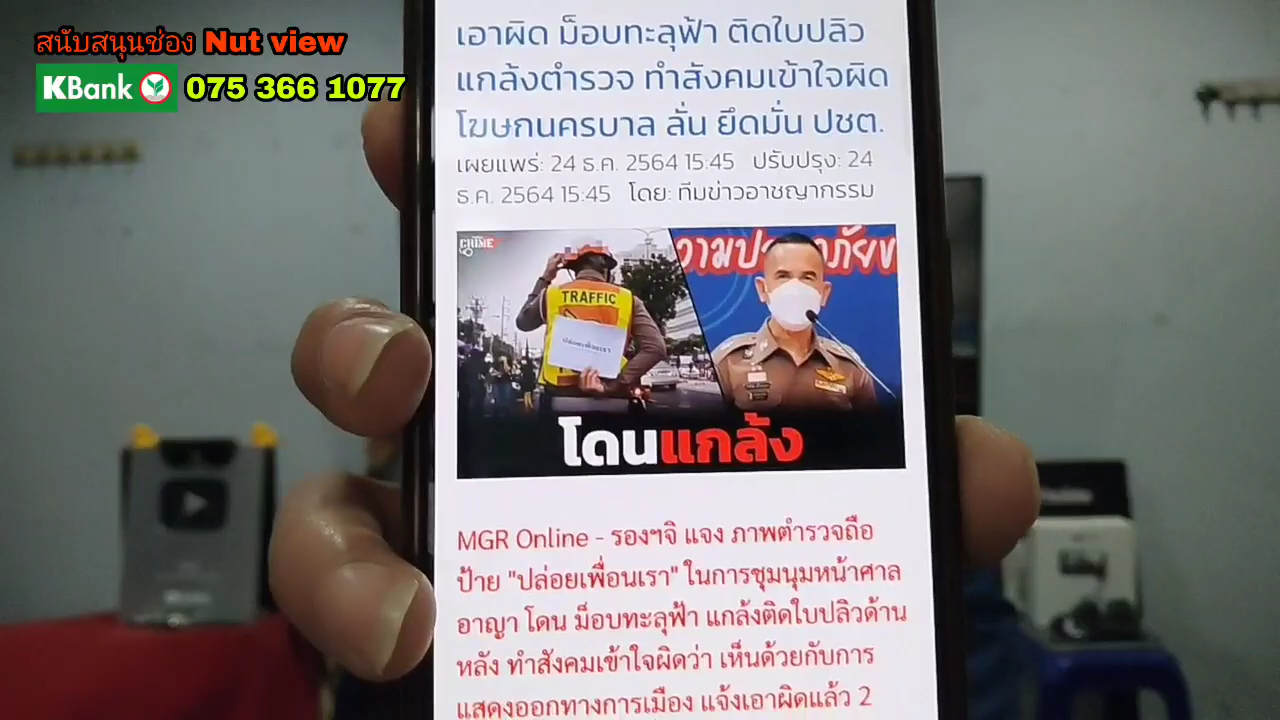 สนับสนุนช่อง Nut view
KBank 075 366 1077
เอาผิด ม็อบทะลุฟ้า ติดใบปลิว
แกล้งตำรวจ ทำสังคมเข้าใจผิด
โฆษกนครบาล ลั่น ยึดมั่น ปชต.
เผยแพร่: 24 ธ.ค. 2564 15:45 ปรับปรุง: 24
ธ.ค. 2564 15:45 โดย: ทีมข่าวอาชญากรรม
CRIME
TRAFFIC
ปล่อยเพื่อนเรา
โดนแกล้ง
MGR Online - รองฯจิ แจง ภาพตำรวจถือ
ป้าย "ปล่อยเพื่อนเรา" ในการชุมนุมหน้าศาล
อาญา โดน ม็อบทะลุฟ้า แกล้งติดใบปลิวด้าน
หลัง ทำสังคมเข้าใจผิดว่า เห็นด้วยกับการ
แสดงออกทางการเมือง แจ้งเอาผิดแล้ว 2